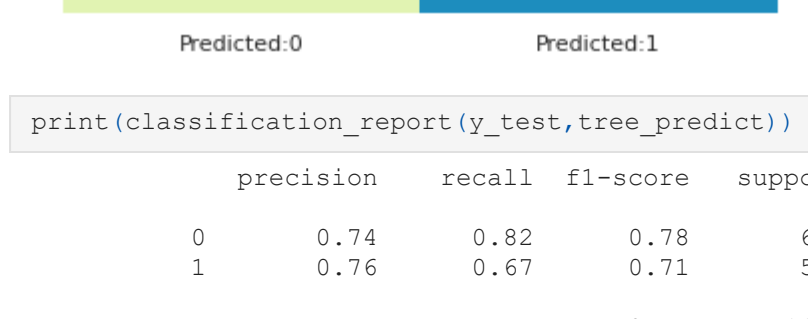 Predicted:0 Predicted:1
print(classification_report(y_test,tree_predict))
precision recall f1-score
0 0.74 0.82 0.78
1 0.76 0.67 0.71